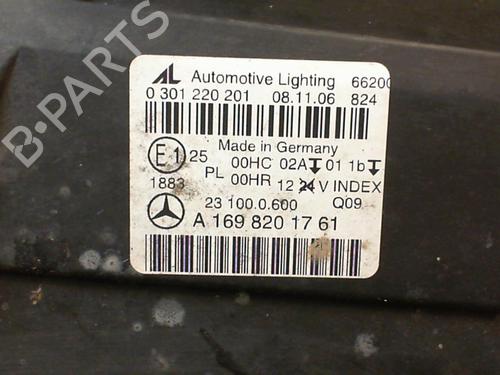 AL Automotive Lighting 66200
0 301 220 201 08.11.06 824
Made in Germany
E1 25 00HC 02A 01 1b
PL 00HR 12 24 V INDEX
1883
23 100.0.600 Q09
A 169 820 17 61
B-PARTS